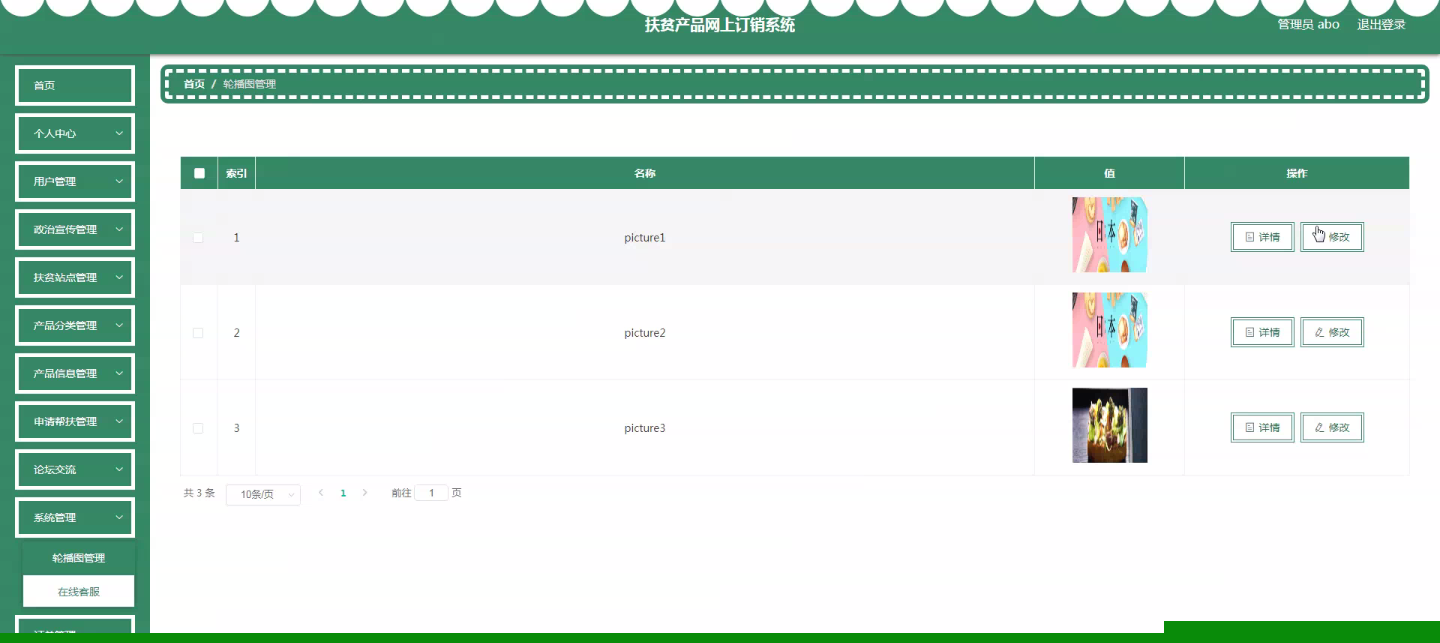 扶贫产品网上订销系统
管理员 abo 退出登录
首页
个人中心
用户管理
政治宣传管理
扶贫站点管理
产品分类管理
产品信息管理
申请帮扶管理
论坛交流
系统管理
轮播图管理
在线客服
首页 / 轮播图管理
索引 名称 值 操作
1 picture1 日本 详情 修改
2 picture2 日本 详情 修改
3 picture3 详情 修改
共 3 条 10条/页 1 前往 1 页